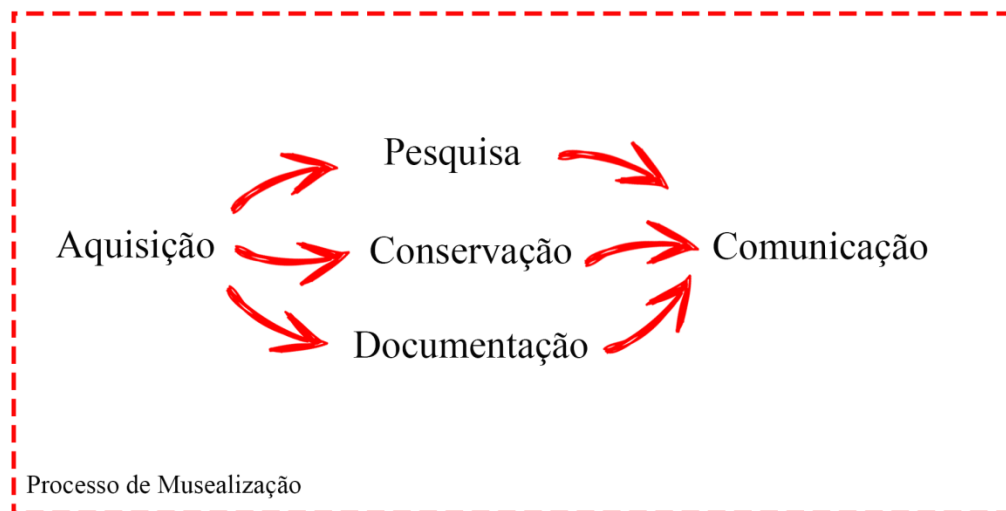 Pesquisa
Aquisição
Conservação
Comunicação
Documentação
Processo de Musealização